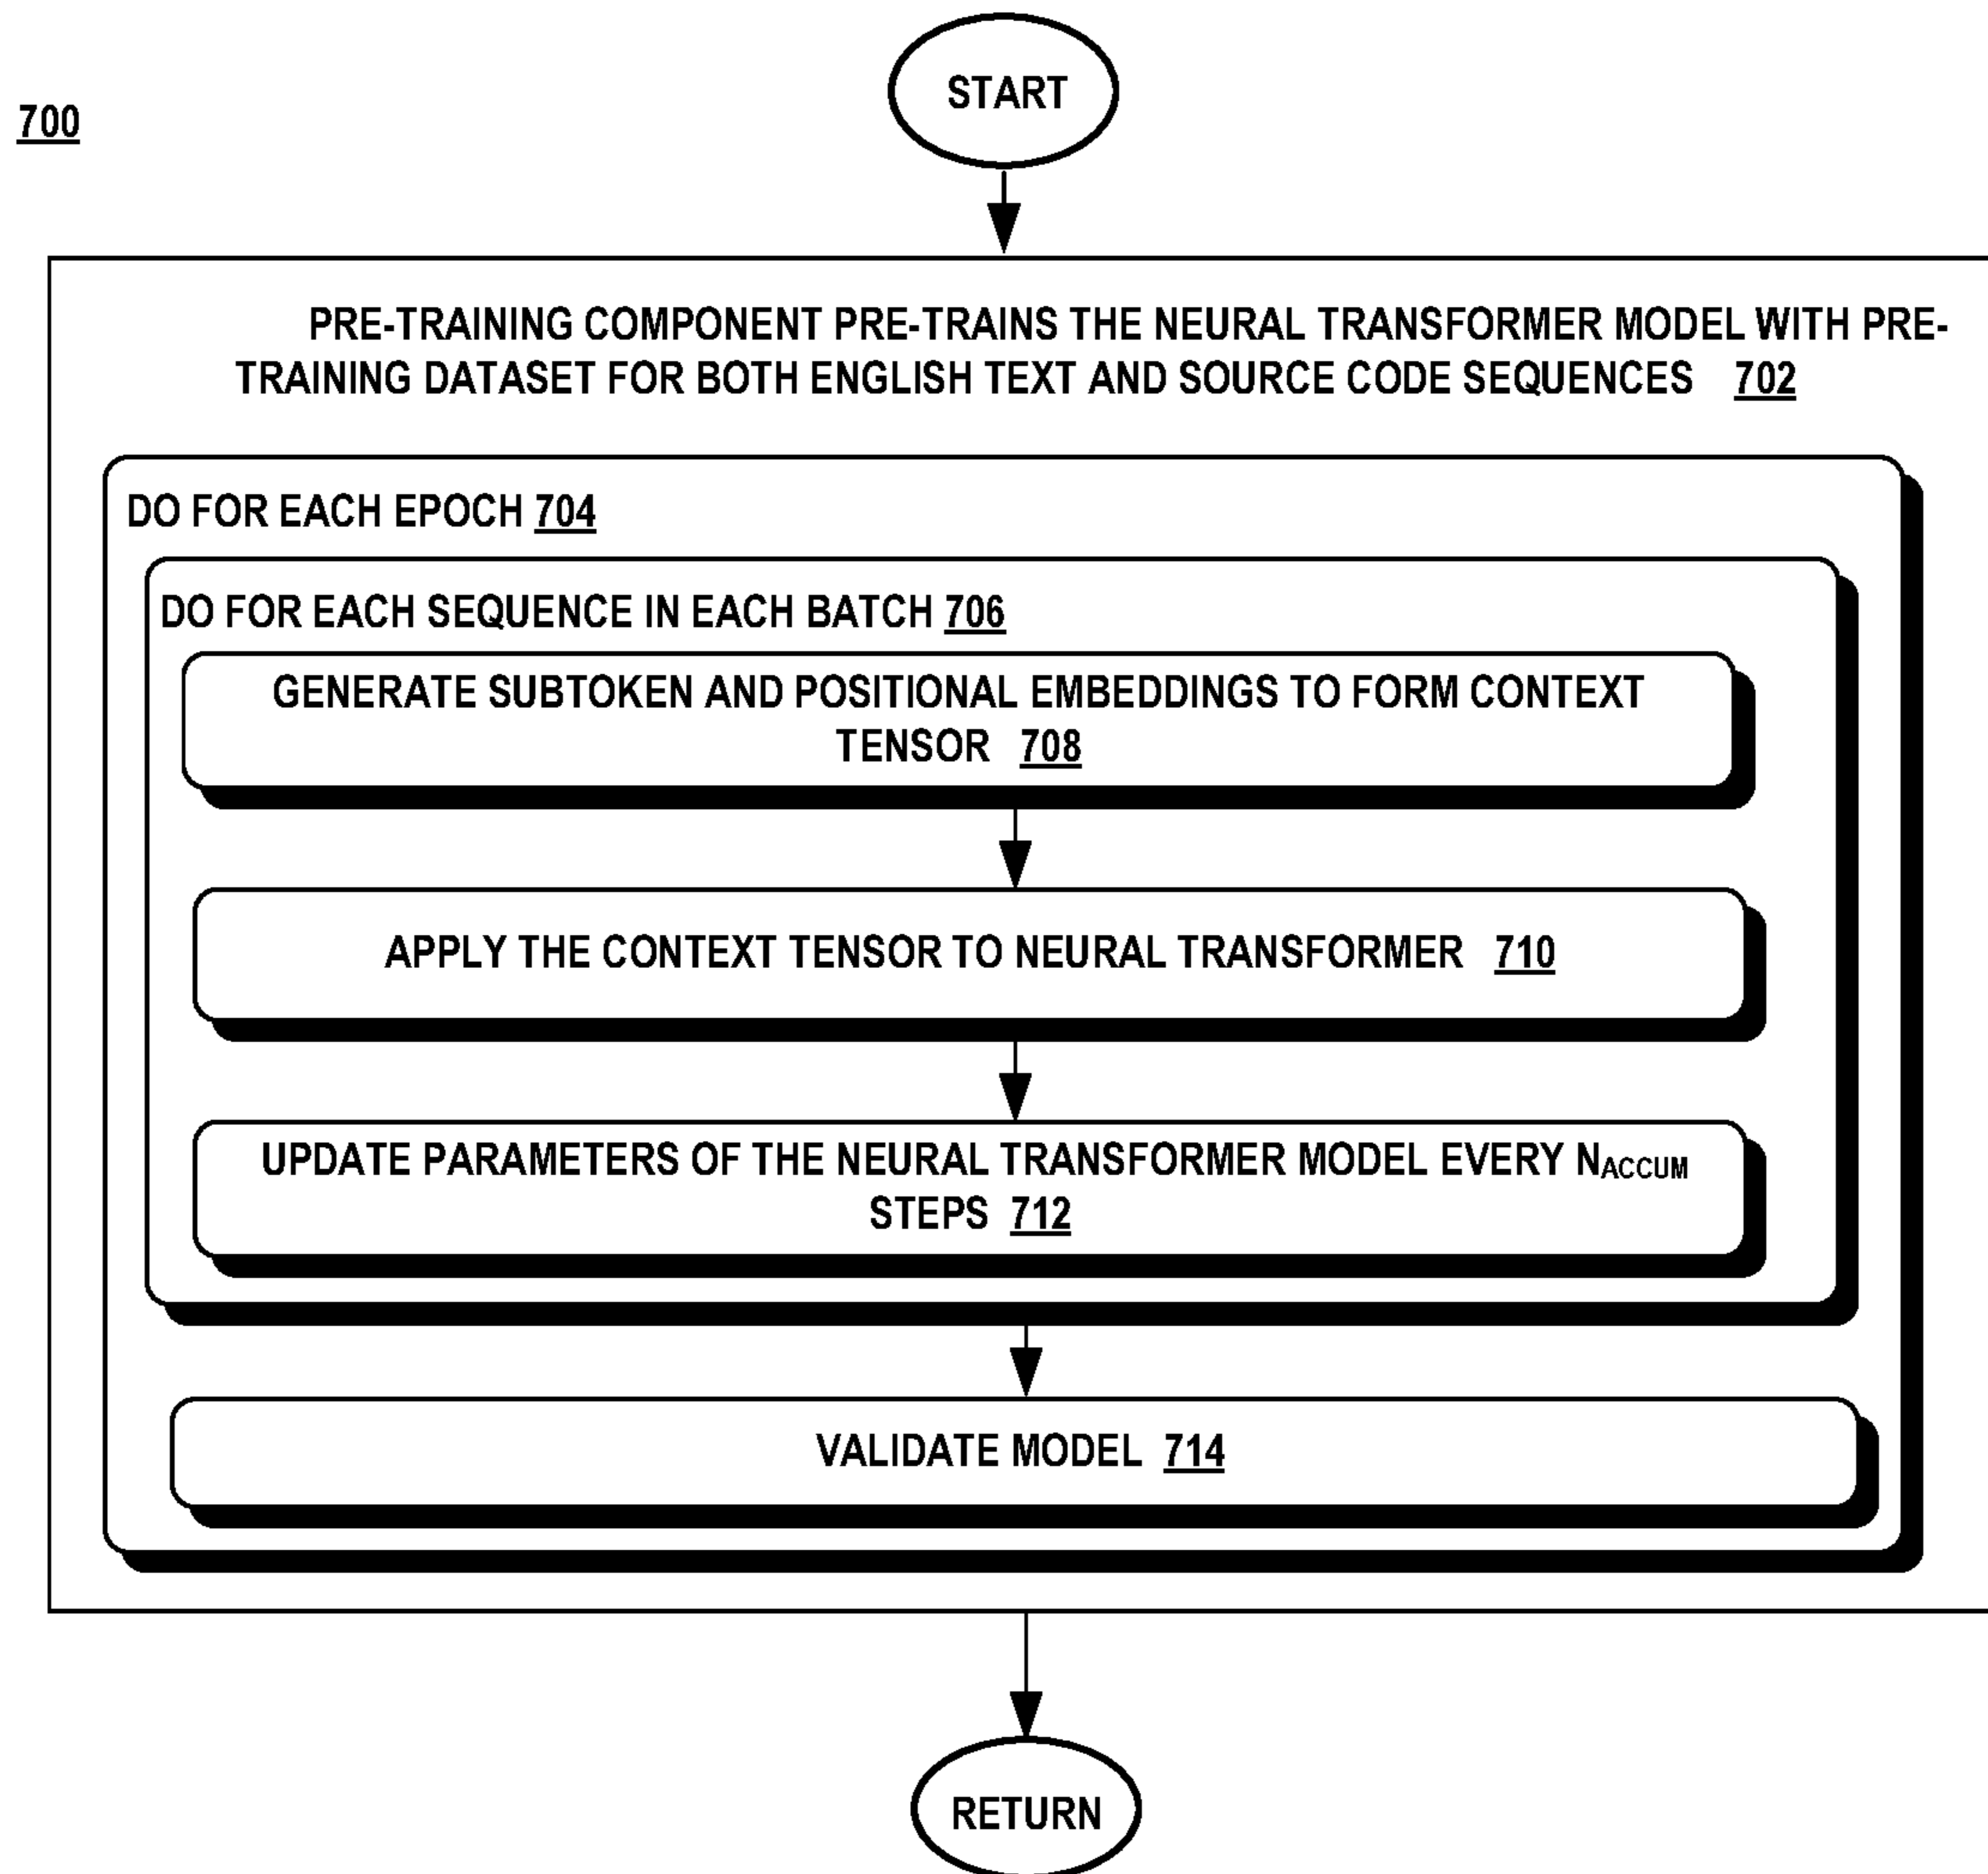 START
700
PRE-TRAINING COMPONENT PRE-TRAINS THE NEURAL TRANSFORMER MODEL WITH PRE-
TRAINING DATASET FOR BOTH ENGLISH TEXT AND SOURCE CODE SEQUENCES 702
DO FOR EACH EPOCH 704
DO FOR EACH SEQUENCE IN EACH BATCH 706
GENERATE SUBTOKEN AND POSITIONAL EMBEDDINGS TO FORM CONTEXT
TENSOR 708
APPLY THE CONTEXT TENSOR TO NEURAL TRANSFORMER 710
UPDATE PARAMETERS OF THE NEURAL TRANSFORMER MODEL EVERY NACCUM
STEPS 712
VALIDATE MODEL 714
RETURN